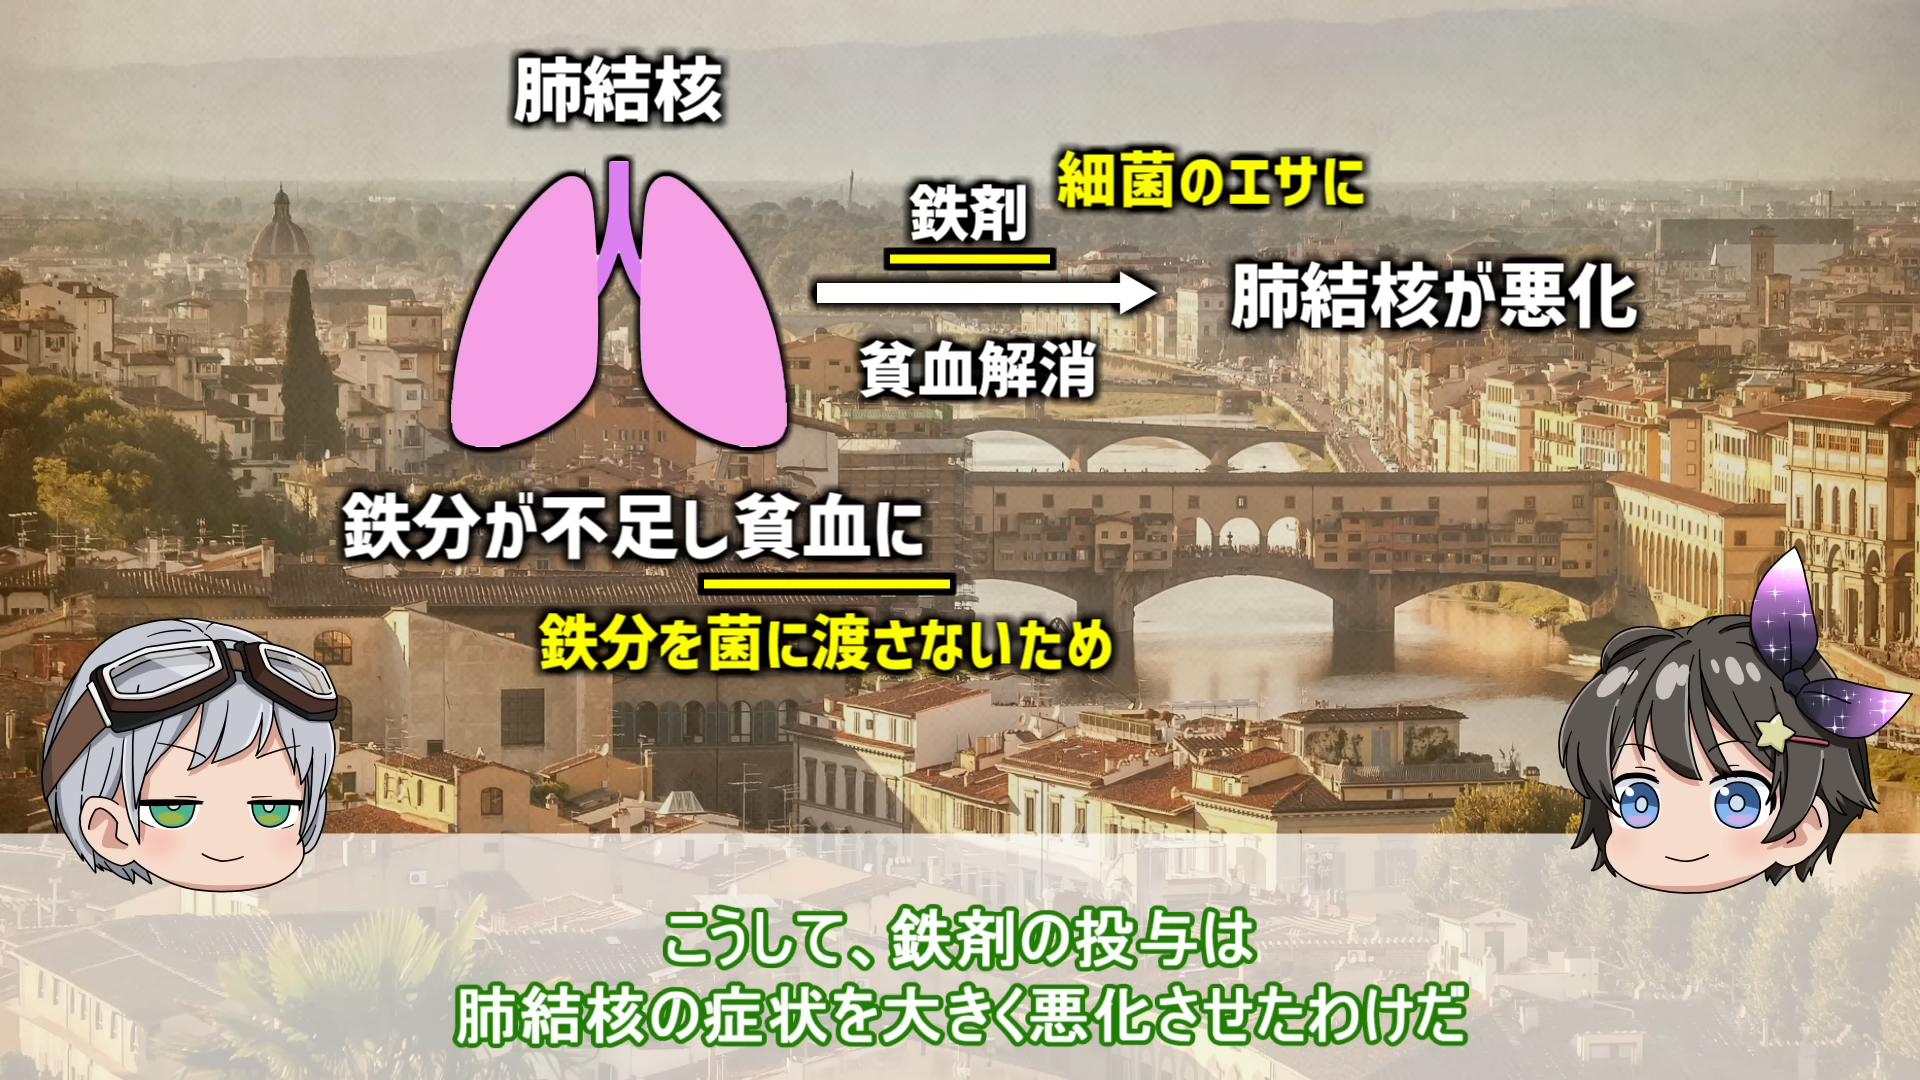 肺結核
細菌のエサに
鉄剤
肺結核が悪化
貧血解消
鉄分が不足し貧血に
鉄分を菌に渡さないため
こうして、鉄剤の投与は
肺結核の症状を大きく悪化させたわけだ